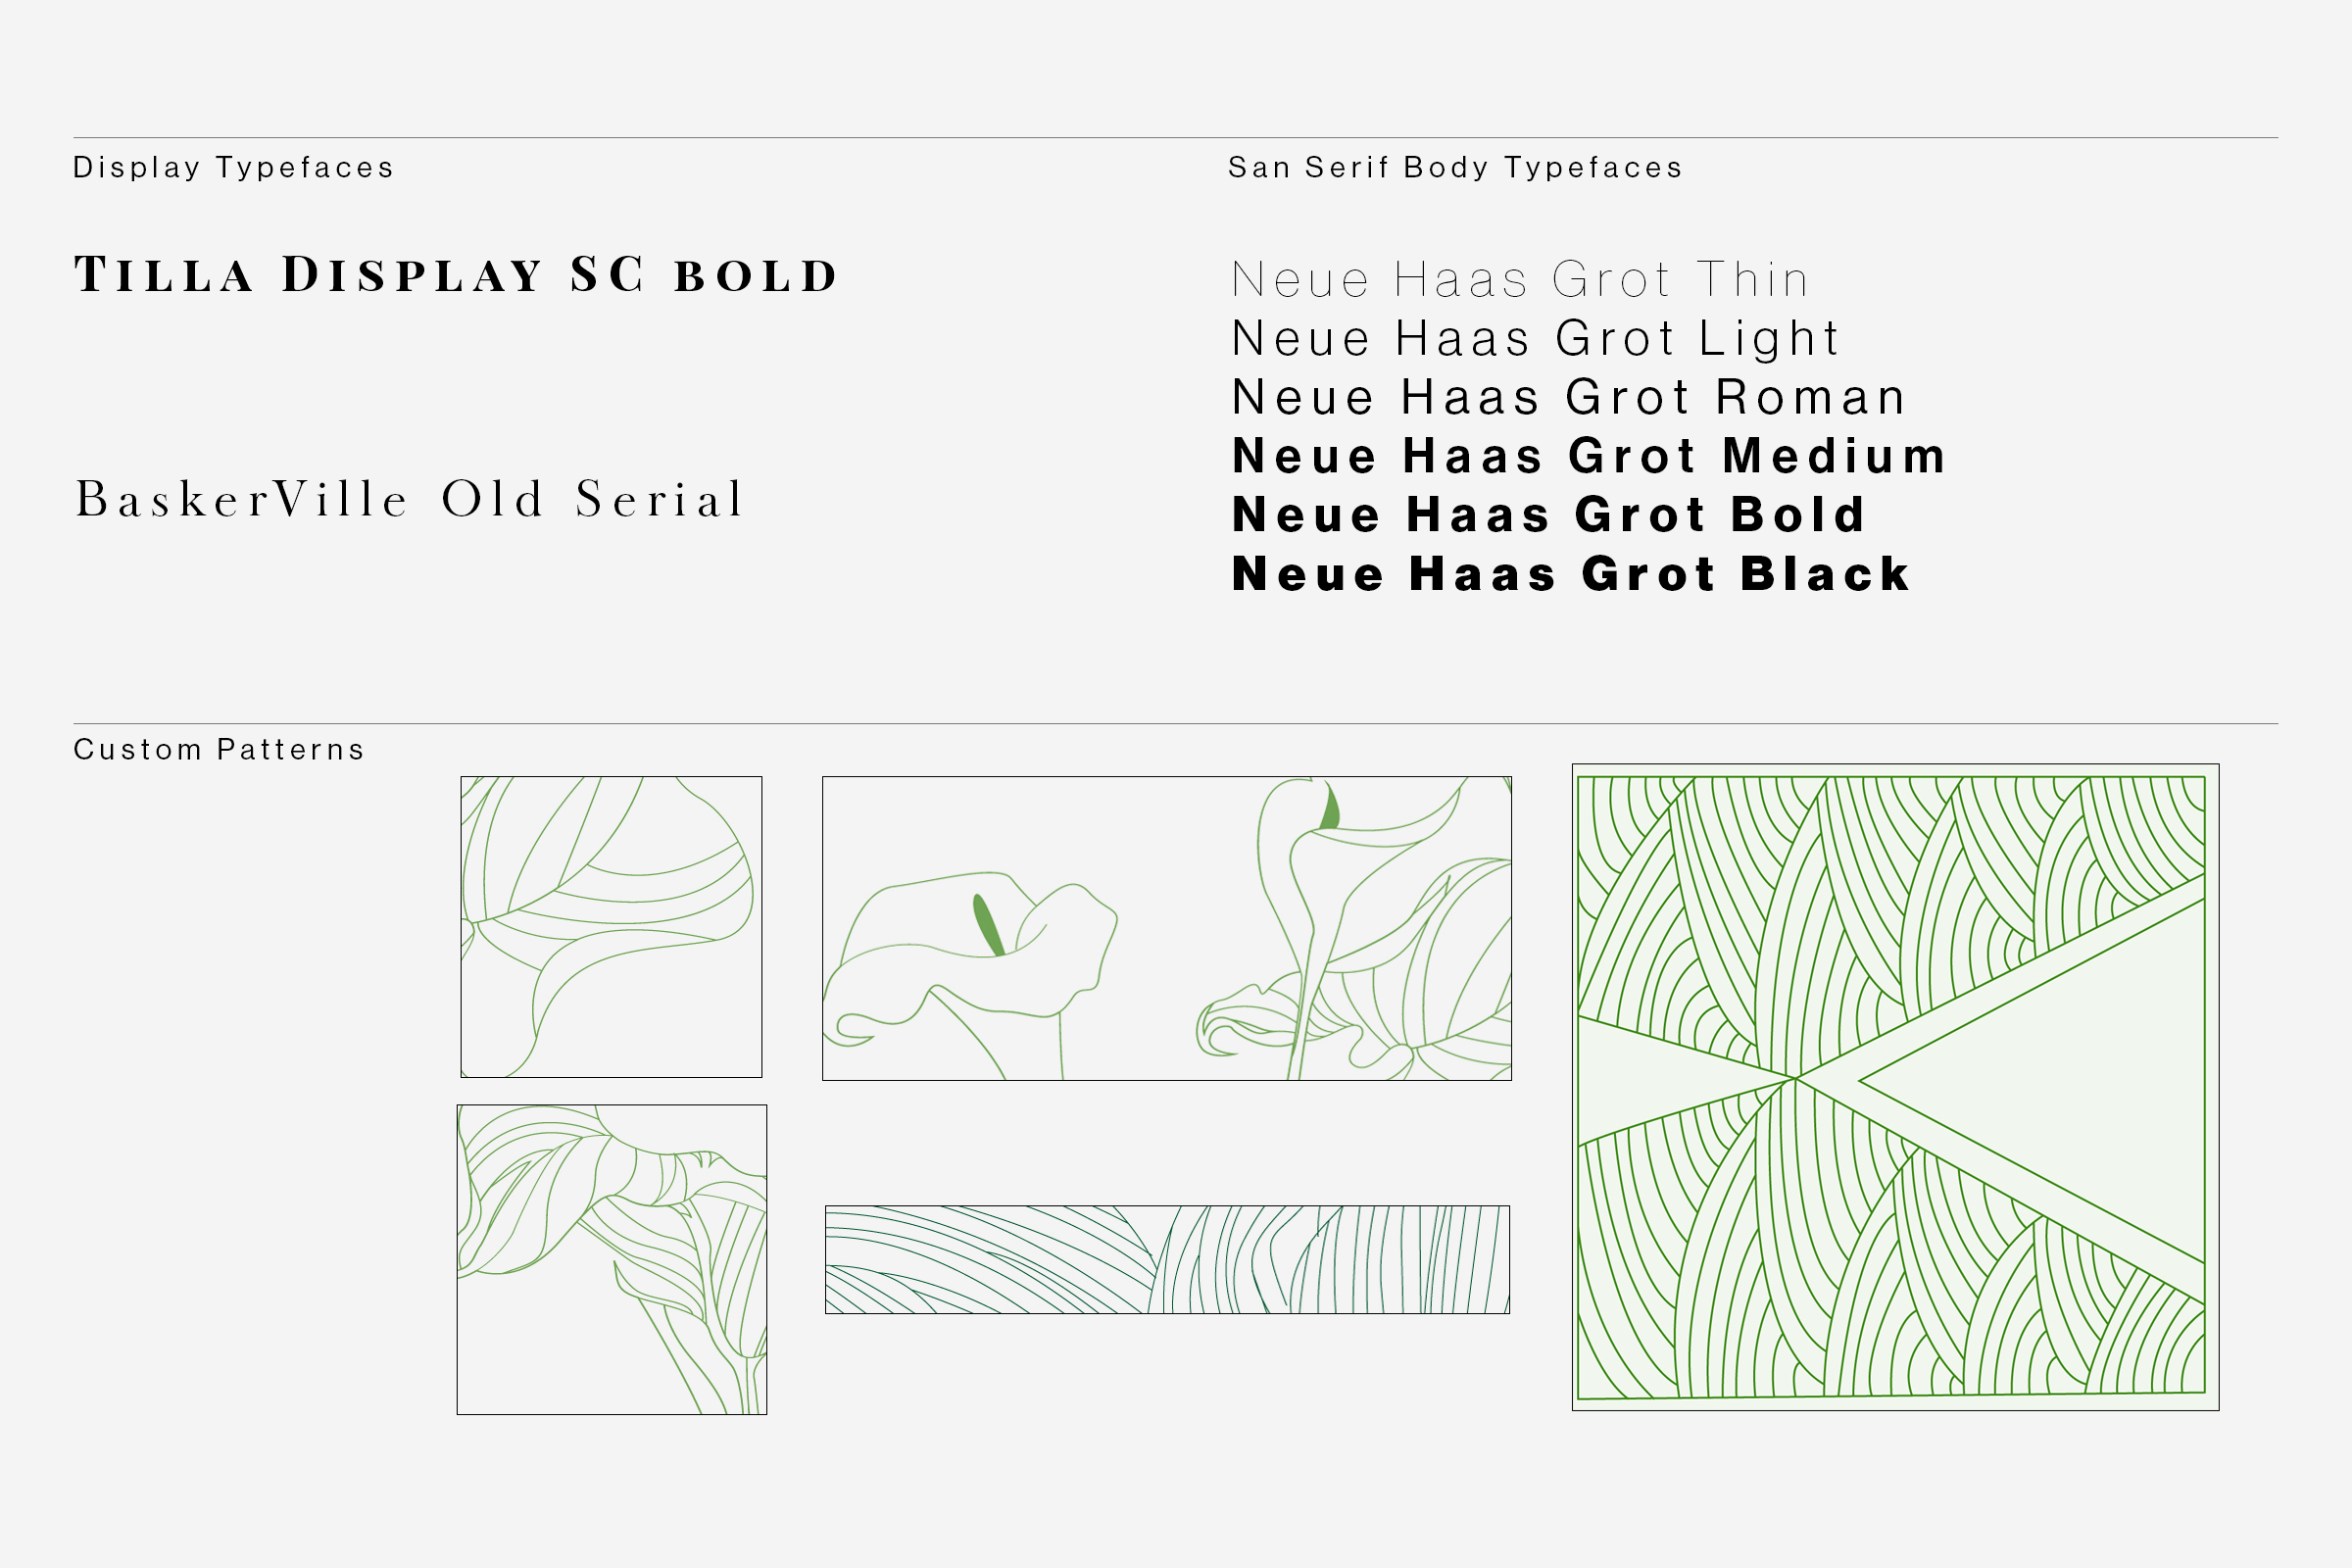 Display Typefaces
Tilla Display SC bold
BaskerVille Old Serial
San Serif Body Typefaces
Neue Haas Grot Thin
Neue Haas Grot Light
Neue Haas Grot Roman
Neue Haas Grot Medium
Neue Haas Grot Bold
Neue Haas Grot Black
Custom Patterns